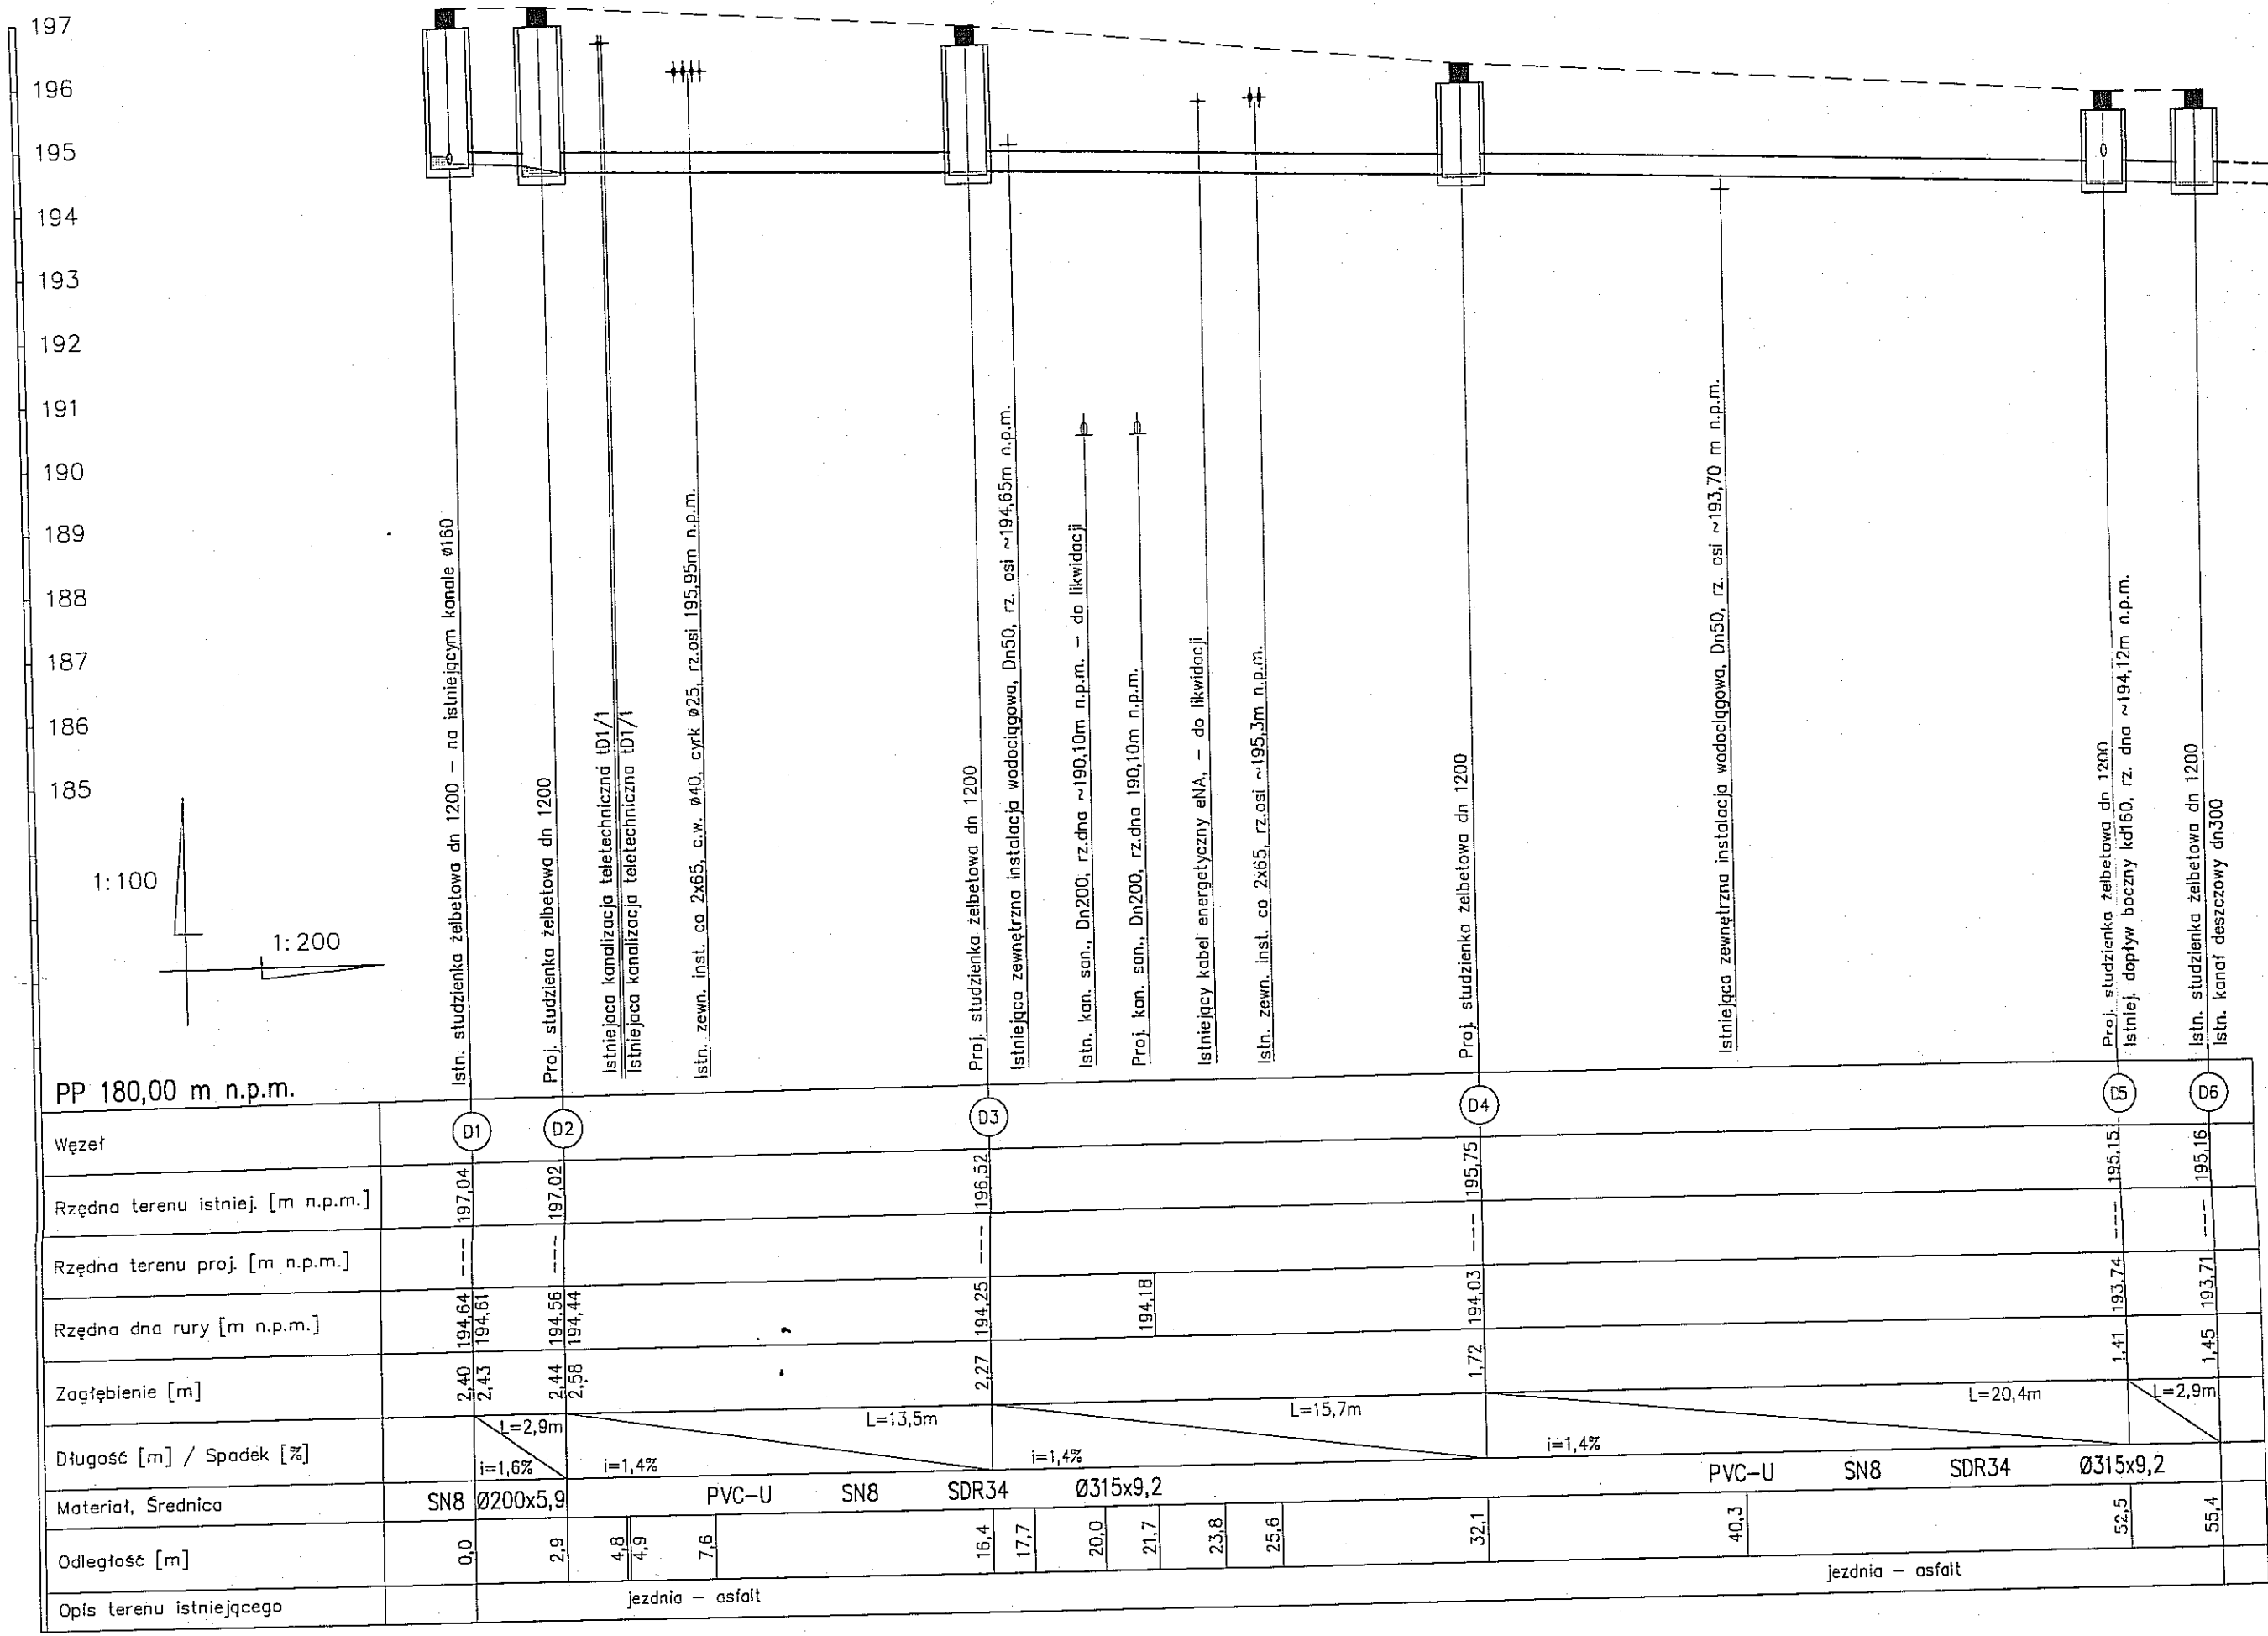 197
196
195
194
193
192
191
190
189
188
187
186
185
1:100
1:200
PP 180,00 m n.p.m.
Istn. studzienka żelbetowa dn 1200 – na istniejącym kanale ø160
Proj. studzienka żelbetowa dn 1200
Istniejąca kanalizacja teletechniczni tD1/1
Istniejąca kanalizacja teletechniczna tD1/1
Istn. zewn. inst. co 2x65, c.w. ø40, cyrk ø25, rz.osi 195,95m n.p.m.
Proj. studzienka żelbetowa dn 1200
Istniejąca zewnętrzna instalacja wodociągowa, Dn50, rz. osi ~194,65m n.p.m.
Istn. kan. san., Dn200, rz.dna ~190,10m n.p.m. – do likwidacji
Proj. kan. san., Dn200, rz.dna 190,10m n.p.m.
Istniejący kabel energetyczny eNA, – do likwidacji
Istn. zewn. inst. co 2x65, rz.osi ~195,3m n.p.m.
Proj. studzienka żelbetowa dn 1200
Istniejąca zewnętrzna instalacja wodociągowa, Dn50, rz. osi ~193,70 m n.p.m.
Proj. studzienka żelbetowa dn 1200
Istniej. dopływ boczny kd160, rz. dna ~194,12m n.p.m.
Istn. studzienka żelbetowa dn 1200
Istn. kanał deszczowy dn300
Węzeł D1 D2 D3 D4 D5 D6
Rzędna terenu istniej. [m n.p.m.] 197,04 197,02 196,52 195,75 195,15 195,16
Rzędna terenu proj. [m n.p.m.] ---- ---- ---- ---- ---- ----
Rzędna dna rury [m n.p.m.] 194,64 194,61 194,56 194,44 194,25 194,18 194,03 193,74 193,71
Zagłębienie [m] 2,40 2,43 2,44 2,58 2,27 1,72 1,41 1,45
Długość [m] / Spadek [%] L=2,9m i=1,6% L=13,5m i=1,4% L=15,7m i=1,4% L=20,4m i=1,4% L=2,9m
Materiał, Średnica SN8 Ø200x5,9 PVC–U SN8 SDR34 Ø315x9,2 PVC–U SN8 SDR34 Ø315x9,2
Odległość [m] 0,0 2,9 4,8 4,9 7,6 16,4 17,7 20,0 21,7 23,8 25,6 32,1 40,3 52,5 55,4
Opis terenu istniejącego jezdnia – asfalt jezdnia – asfalt